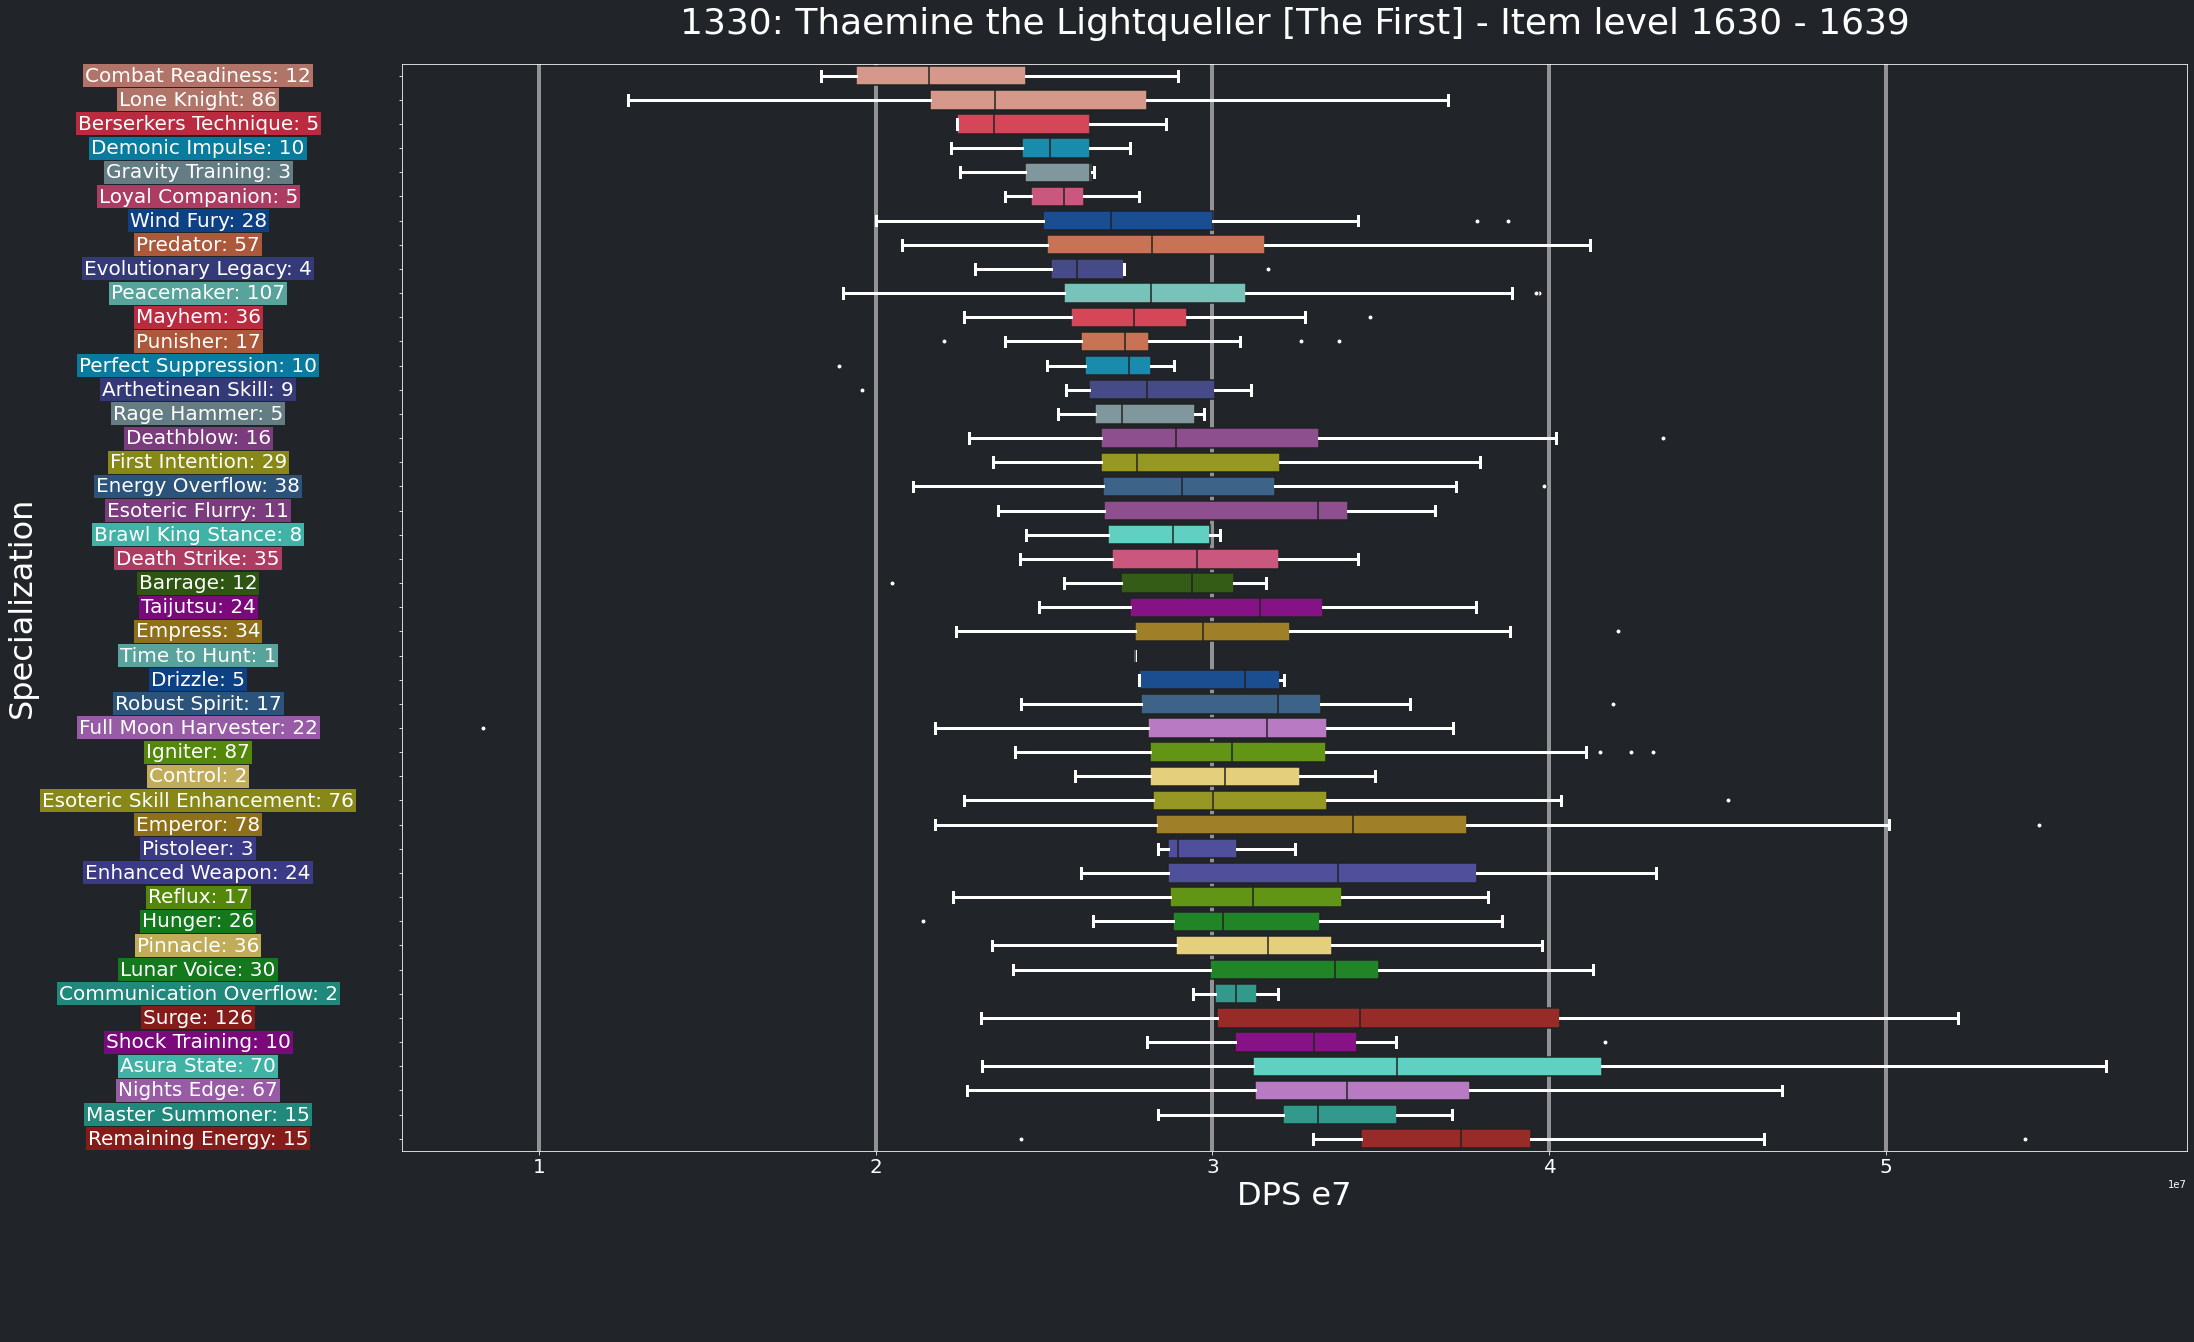 1330: Thaemine the Lightqueller [The First] - Item level 1630 - 1639
Specialization
Combat Readiness: 12
Lone Knight: 86
Berserkers Technique: 5
Demonic Impulse: 10
Gravity Training: 3
Loyal Companion: 5
Wind Fury: 28
Predator: 57
Evolutionary Legacy: 4
Peacemaker: 107
Mayhem: 36
Punisher: 17
Perfect Suppression: 10
Arthetinean Skill: 9
Rage Hammer: 5
Deathblow: 16
First Intention: 29
Energy Overflow: 38
Esoteric Flurry: 11
Brawl King Stance: 8
Death Strike: 35
Barrage: 12
Taijutsu: 24
Empress: 34
Time to Hunt: 1
Drizzle: 5
Robust Spirit: 17
Full Moon Harvester: 22
Igniter: 87
Control: 2
Esoteric Skill Enhancement: 76
Emperor: 78
Pistoleer: 3
Enhanced Weapon: 24
Reflux: 17
Hunger: 26
Pinnacle: 36
Lunar Voice: 30
Communication Overflow: 2
Surge: 126
Shock Training: 10
Asura State: 70
Nights Edge: 67
Master Summoner: 15
Remaining Energy: 15
1 2 3 4 5
1e7
DPS e7